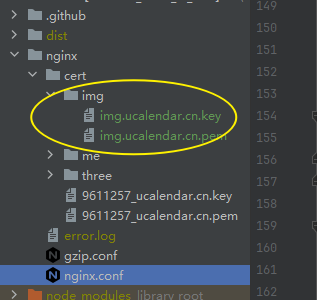 .github
dist
nginx
cert
img
img.ucalendar.cn.key
img.ucalendar.cn.pem
me
three
9611257_ucalendar.cn.key
9611257_ucalendar.cn.pem
error.log
gzip.conf
nginx.conf
node_modules library root
149
150
151
152
153
154
155
156
157
158
159
160
161
162